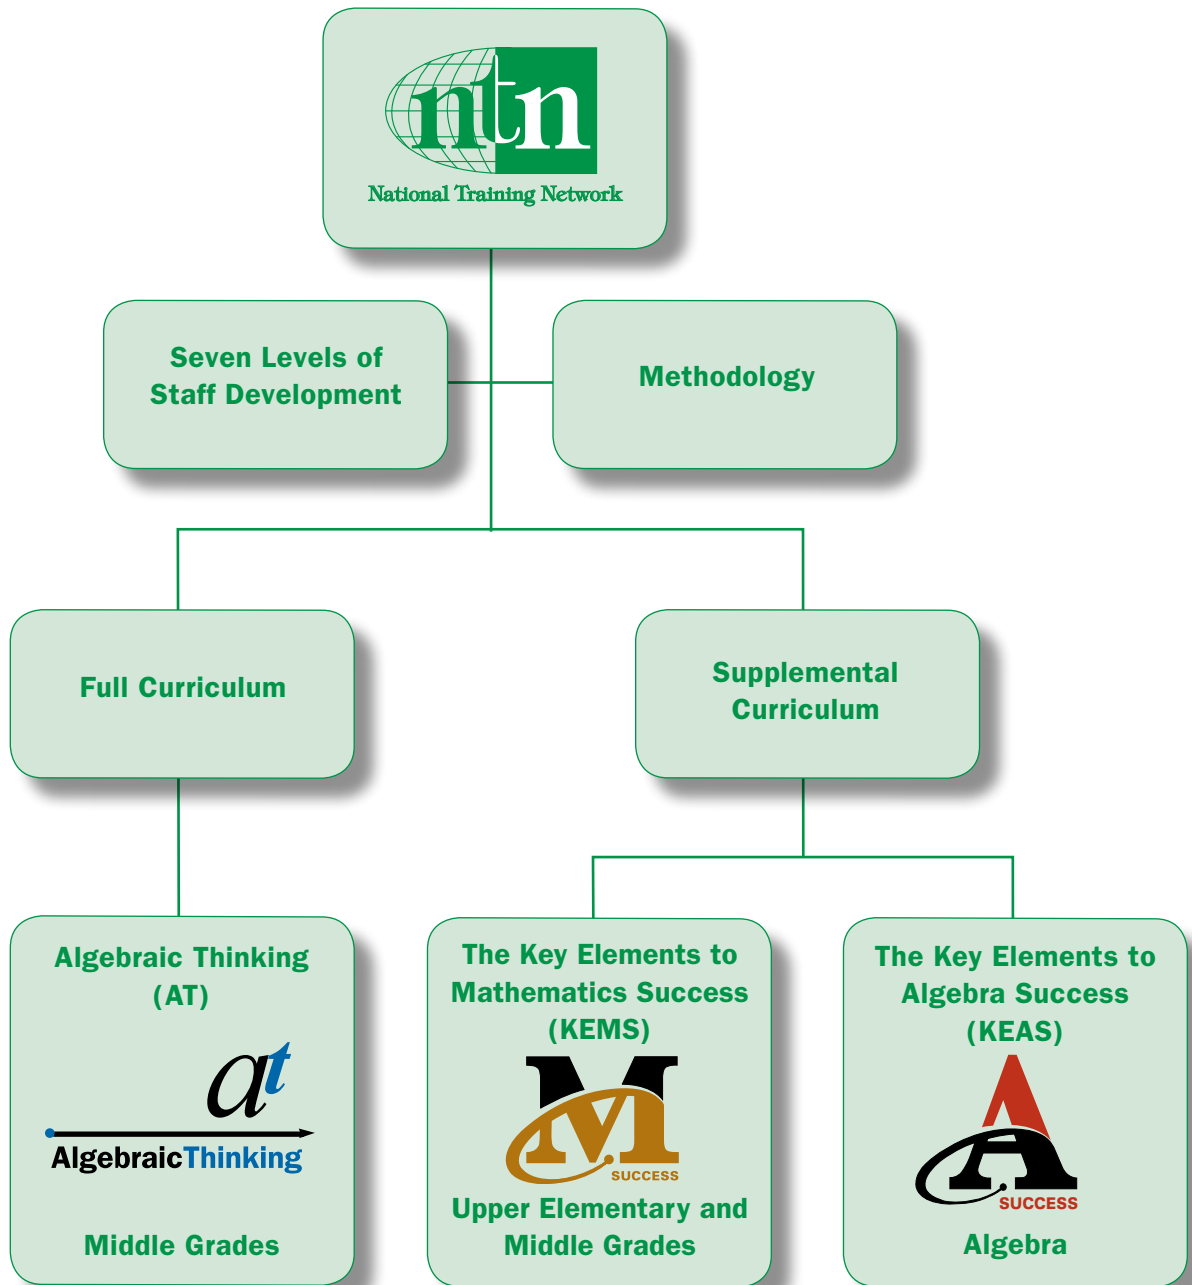 ntn
National Training Network
Seven Levels of
Staff Development
Methodology
Full Curriculum
Supplemental
Curriculum
Algebraic Thinking
(AT)
at
AlgebraicThinking
Middle Grades
The Key Elements to
Mathematics Success
(KEMS)
M
SUCCESS
Upper Elementary and
Middle Grades
The Key Elements to
Algebra Success
(KEAS)
A
SUCCESS
Algebra